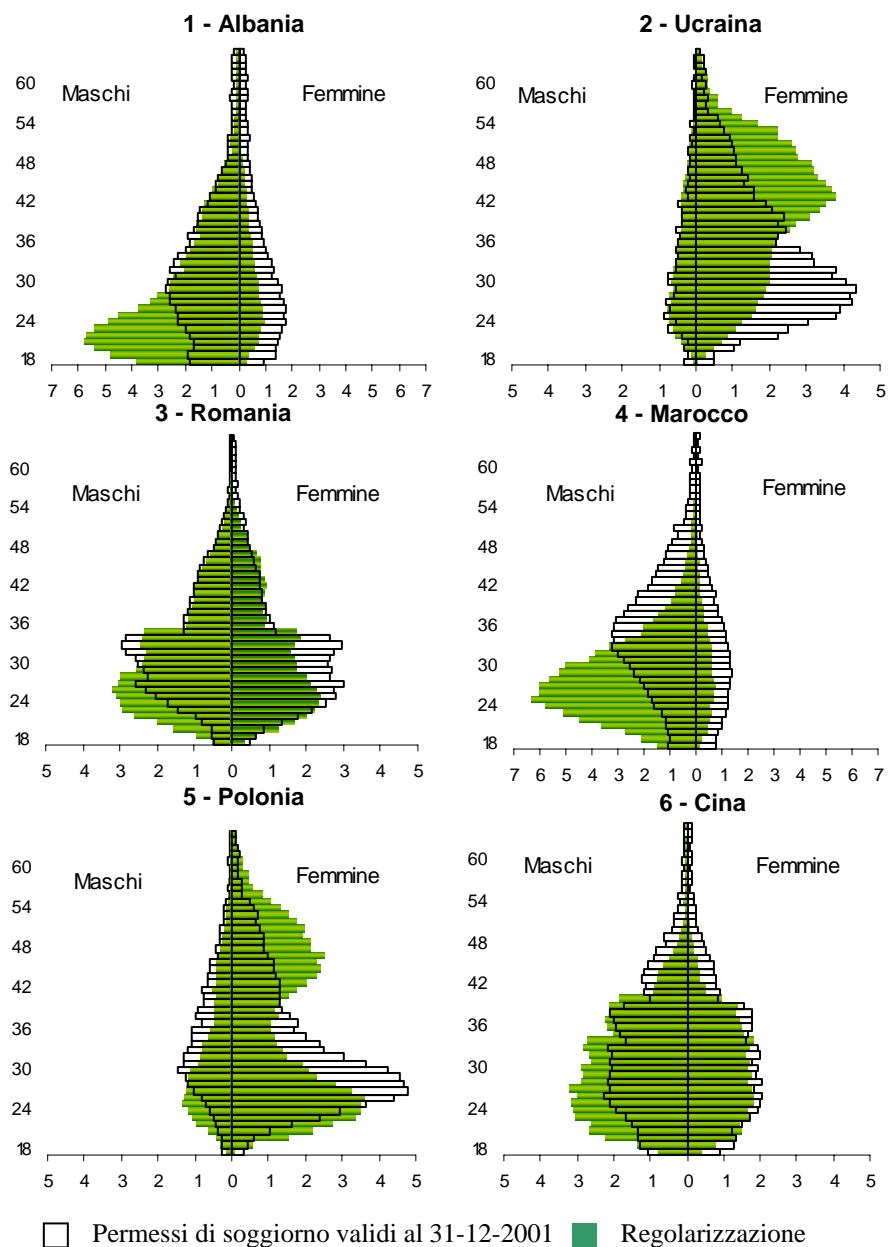 1 - Albania
2 - Ucraina
Maschi
Femmine
Maschi
Femmine
60
54
48
42
36
30
24
18
60
54
48
42
36
30
24
18
7 6 5 4 3 2 1 0 1 2 3 4 5 6 7
5 4 3 2 1 0 1 2 3 4 5
3 - Romania
4 - Marocco
Maschi
Femmine
Maschi
Femmine
60
54
48
42
36
30
24
18
60
54
48
42
36
30
24
18
5 4 3 2 1 0 1 2 3 4 5
7 6 5 4 3 2 1 0 1 2 3 4 5 6 7
5 - Polonia
6 - Cina
Maschi
Femmine
Maschi
Femmine
60
54
48
42
36
30
24
18
60
54
48
42
36
30
24
18
5 4 3 2 1 0 1 2 3 4 5
5 4 3 2 1 0 1 2 3 4 5
Permessi di soggiorno validi al 31-12-2001
Regolarizzazione